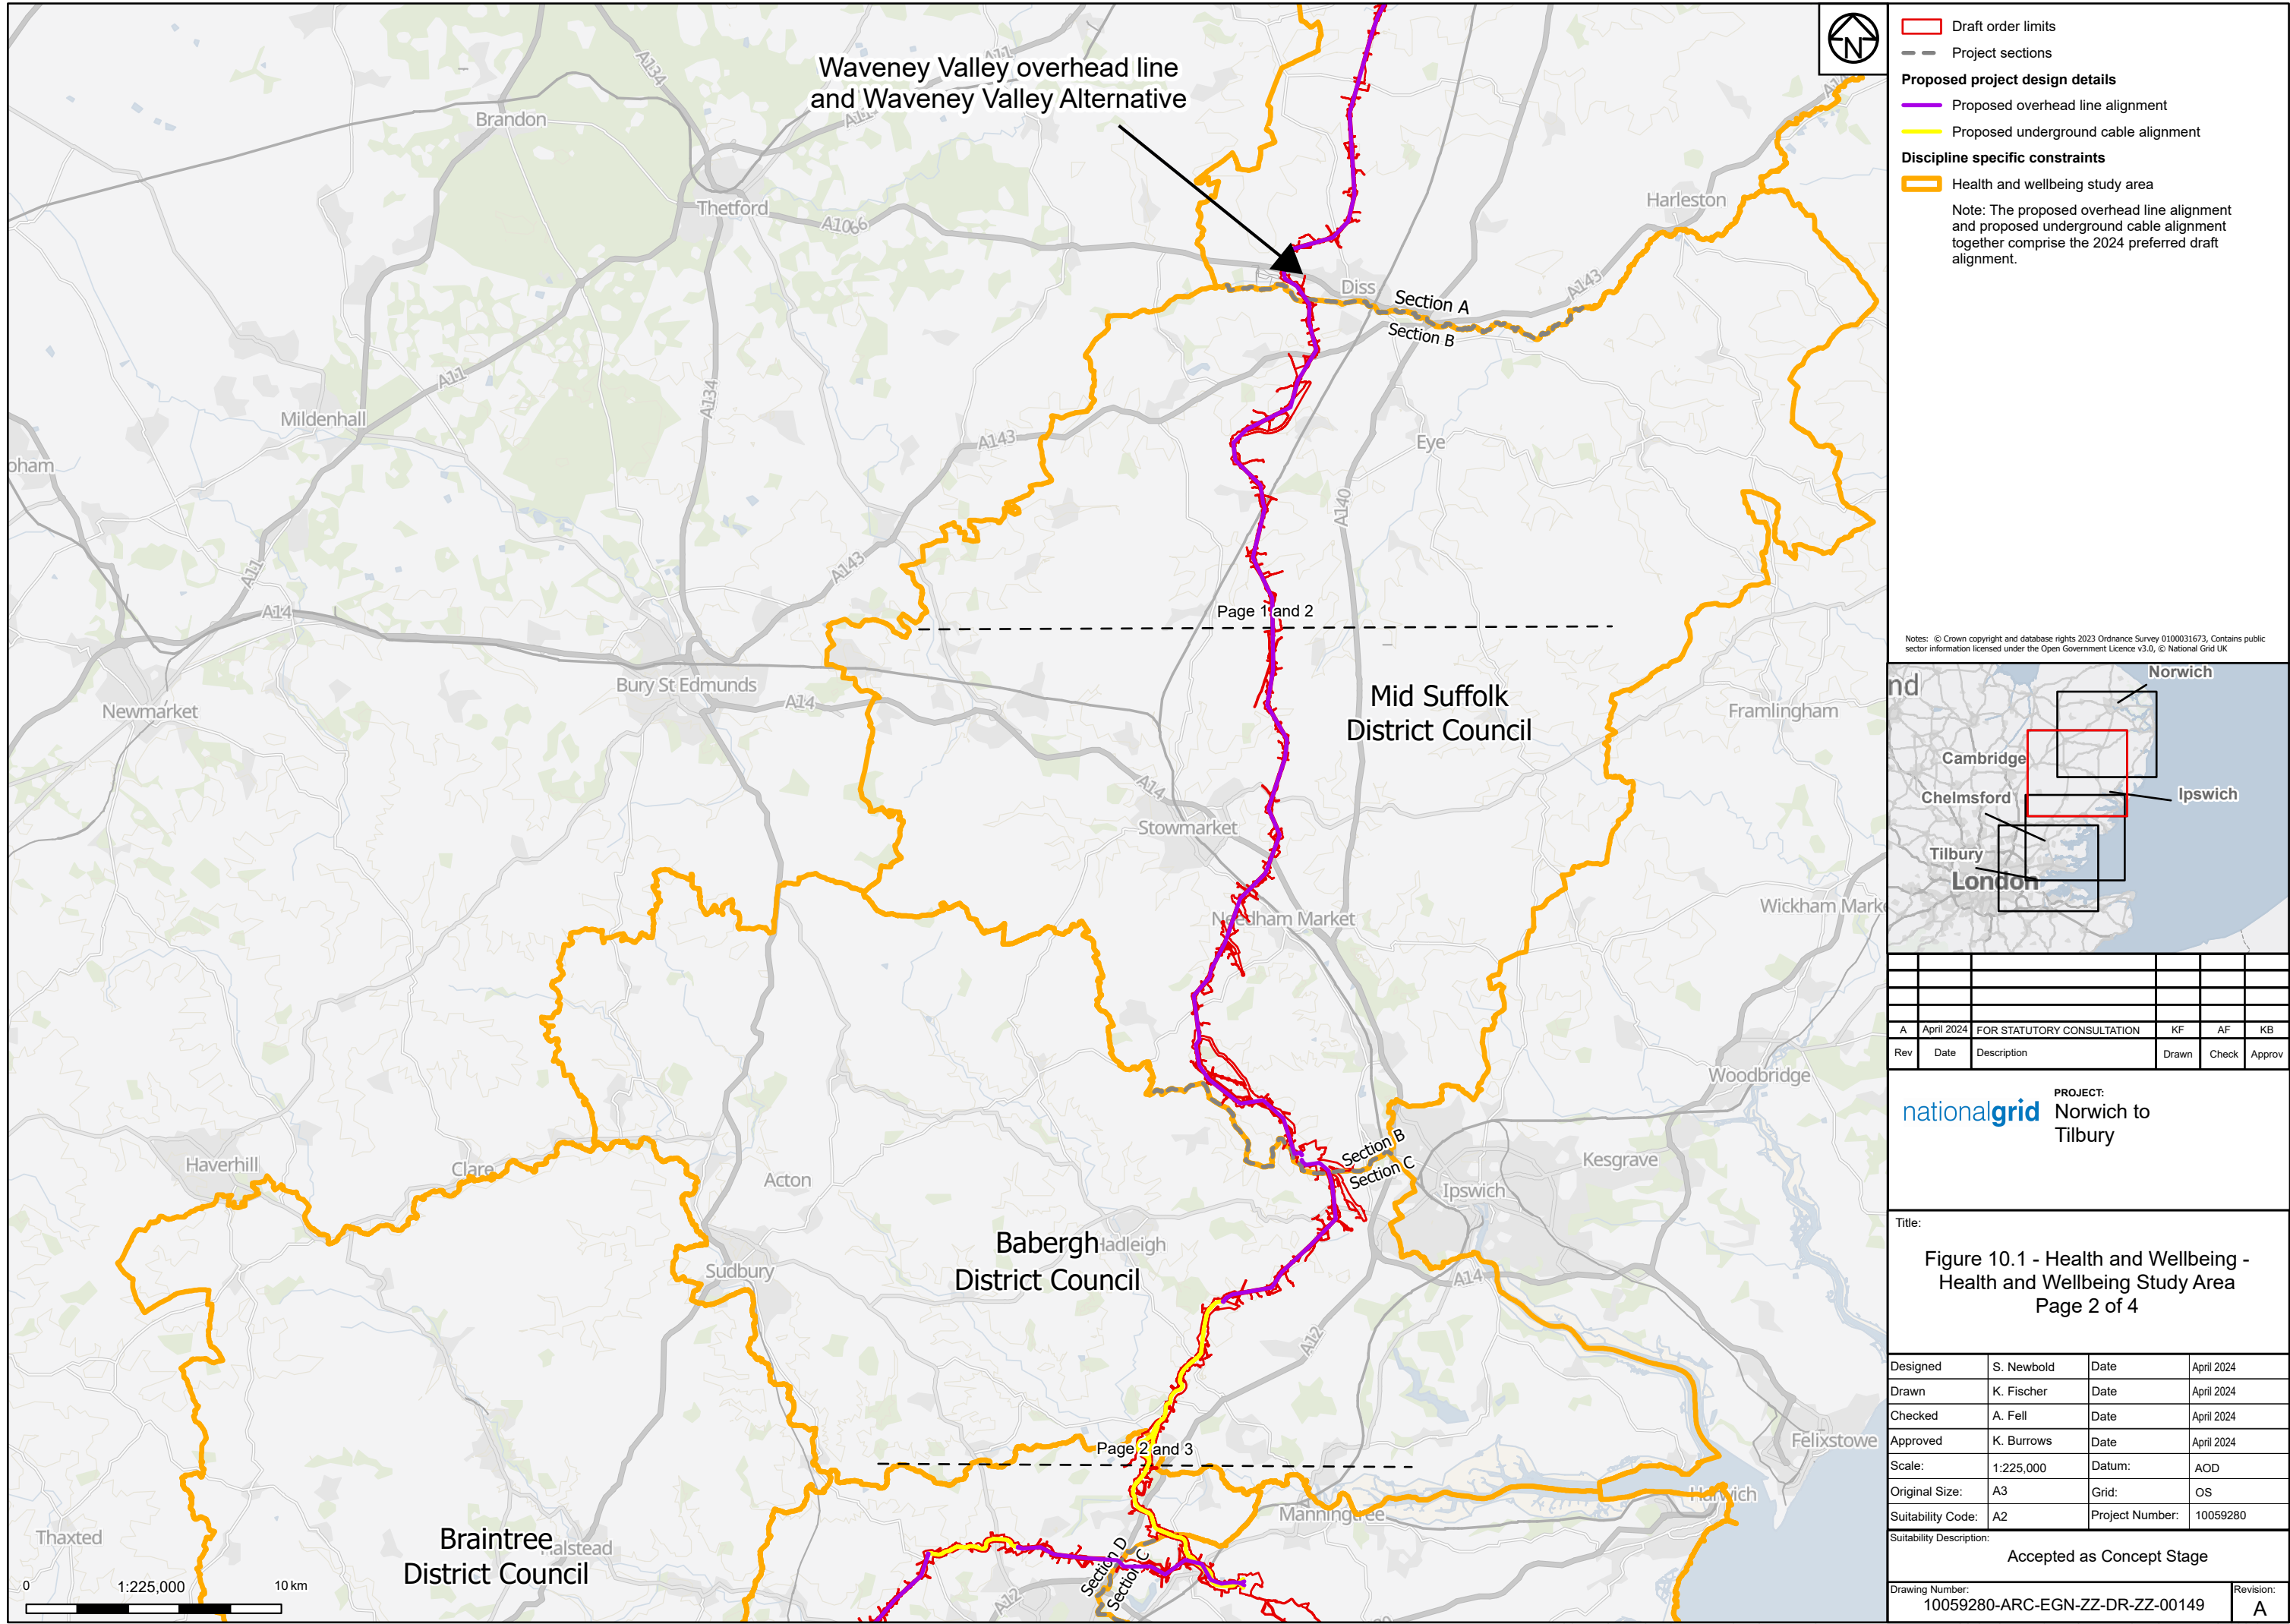 Waveney Valley overhead line
and Waveney Valley Alternative
A11
A134
A11
A14
Brandon
Thetford
A1066
Harleston
Diss
Section A
Section B
A143
A11
A134
Mildenhall
A143
Eye
A140
A143
A11
A14
Page 1 and 2
Bury St Edmunds
A14
Newmarket
Mid Suffolk
District Council
Framlingham
A14
Stowmarket
Needham Market
Wickham Marke
Woodbridge
Section B
Section C
Haverhill
Clare
Acton
Kesgrave
Ipswich
Babergh
District Council
Hadleigh
Sudbury
A14
A12
Page 2 and 3
Felixstowe
Harwich
Manningtree
Thaxted
Braintree
District Council
Halstead
Section D
Section C
A12
0
1:225,000
10 km
N
Draft order limits
Project sections
Proposed project design details
Proposed overhead line alignment
Proposed underground cable alignment
Discipline specific constraints
Health and wellbeing study area
Note: The proposed overhead line alignment
and proposed underground cable alignment
together comprise the 2024 preferred draft
alignment.
Notes: © Crown copyright and database rights 2023 Ordnance Survey 0100031673, Contains public
sector information licensed under the Open Government Licence v3.0, © National Grid UK
nd
Norwich
Cambridge
Ipswich
Chelmsford
Tilbury
London
A April 2024 FOR STATUTORY CONSULTATION KF AF KB
Rev Date Description Drawn Check Approv
nationalgrid
PROJECT:
Norwich to
Tilbury
Title:
Figure 10.1 - Health and Wellbeing -
Health and Wellbeing Study Area
Page 2 of 4
Designed S. Newbold Date April 2024
Drawn K. Fischer Date April 2024
Checked A. Fell Date April 2024
Approved K. Burrows Date April 2024
Scale: 1:225,000 Datum: AOD
Original Size: A3 Grid: OS
Suitability Code: A2 Project Number: 10059280
Suitability Description:
Accepted as Concept Stage
Drawing Number:
10059280-ARC-EGN-ZZ-DR-ZZ-00149
Revision:
A